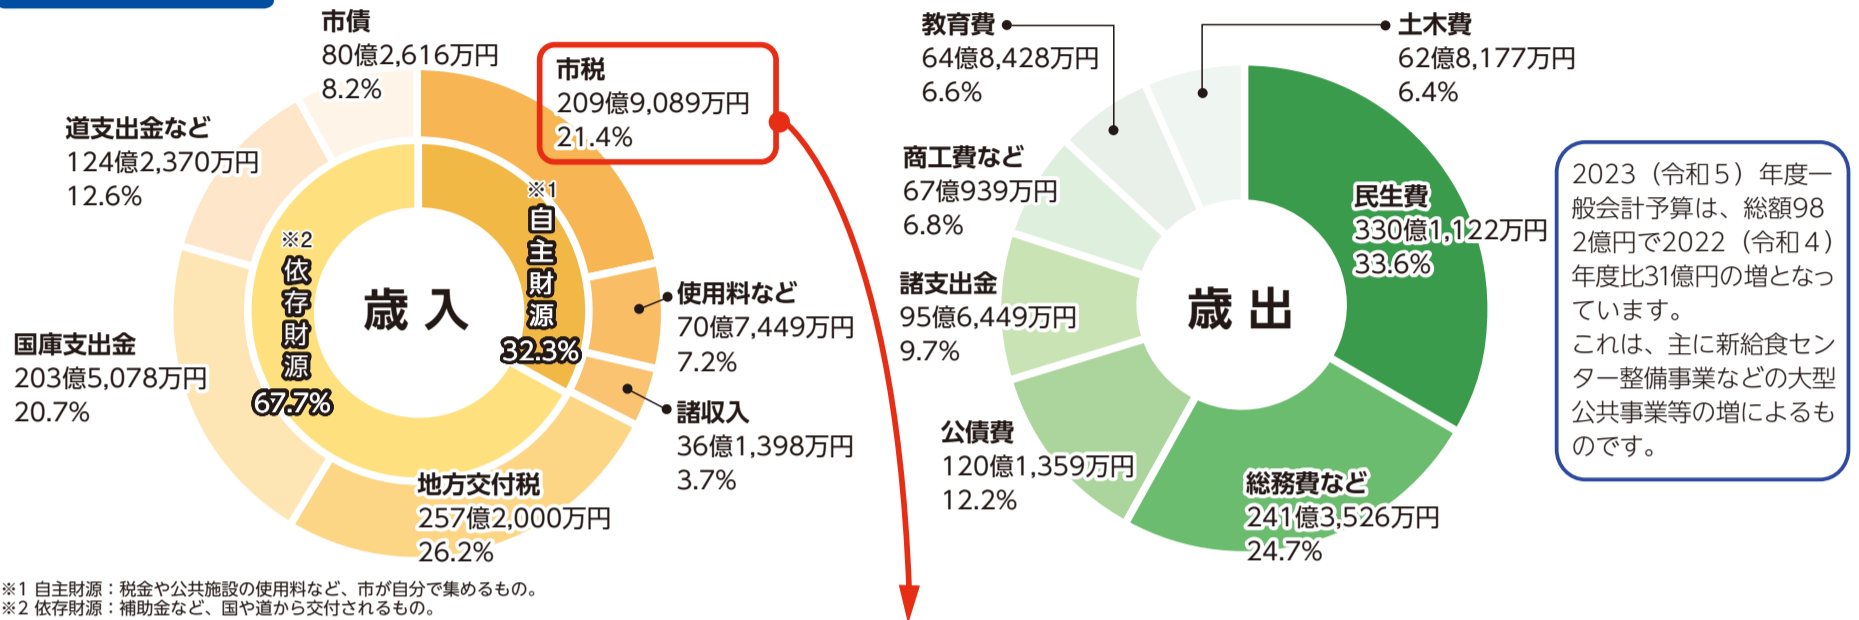 市債
80億2,616万円
8.2%
市税
209億9,089万円
21.4%
道支出金など
124億2,370万円
12.6%
※1
自主財源
32.3%
※2
依存財源
67.7%
歳入
使用料など
70億7,449万円
7.2%
国庫支出金
203億5,078万円
20.7%
諸収入
36億1,398万円
3.7%
地方交付税
257億2,000万円
26.2%
※1 自主財源：税金や公共施設の使用料など、市が自分で集めるもの。
※2 依存財源：補助金など、国や道から交付されるもの。
教育費
64億8,428万円
6.6%
土木費
62億8,177万円
6.4%
商工費など
67億939万円
6.8%
民生費
330億1,122万円
33.6%
諸支出金
95億6,449万円
9.7%
歳出
公債費
120億1,359万円
12.2%
総務費など
241億3,526万円
24.7%
2023（令和５）年度一
般会計予算は、総額98
2億円で2022（令和４）
年度比31億円の増となっ
ています。
これは、主に新給食セン
ター整備事業などの大型
公共事業等の増によるも
のです。